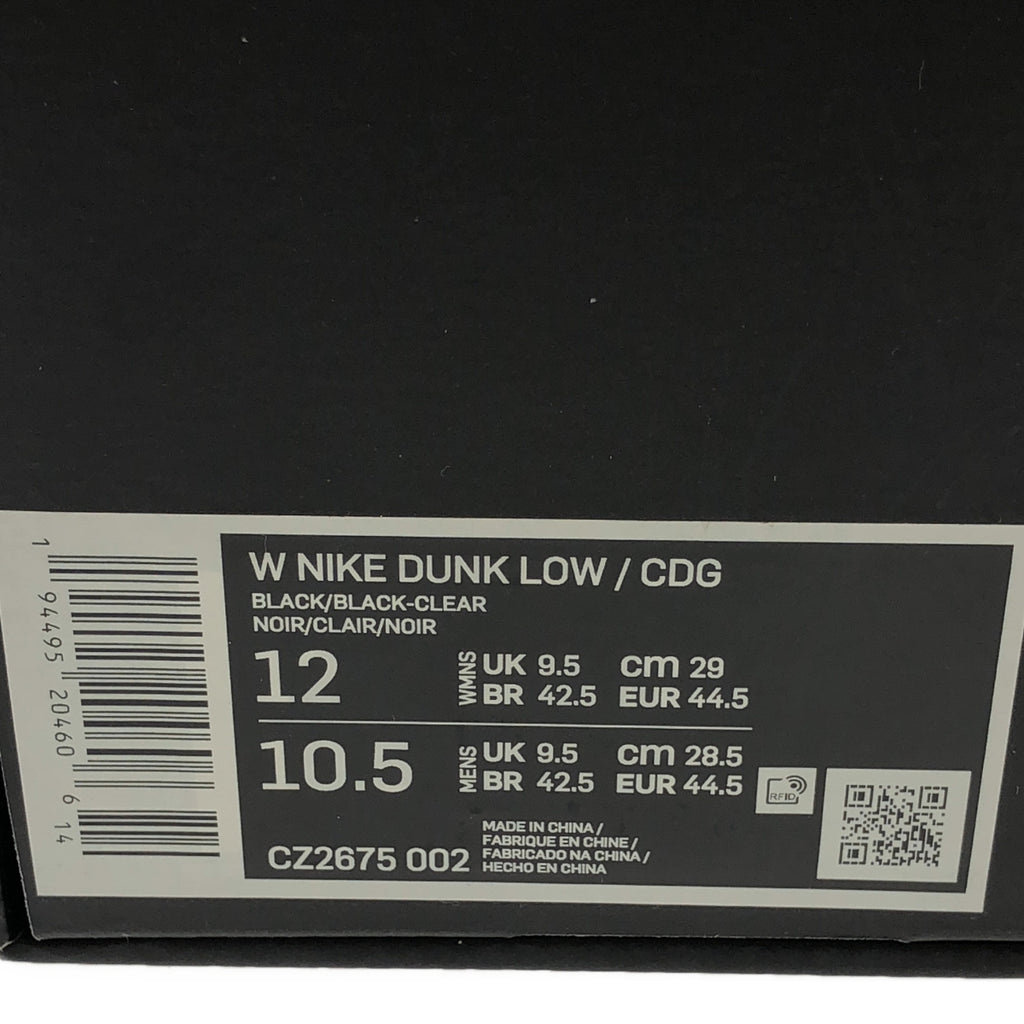 W NIKE DUNK LOW / CDG
BLACK/BLACK-CLEAR
NOIR/CLAIR/NOIR
12 WMNS UK 9.5 cm 29
BR 42.5 EUR 44.5
10.5 MENS UK 9.5 cm 28.5
BR 42.5 EUR 44.5
RFID
CZ2675 002
MADE IN CHINA /
FABRIQUE EN CHINE /
FABRICADO NA CHINA /
HECHO EN CHINA
1 94495 20460 6 14